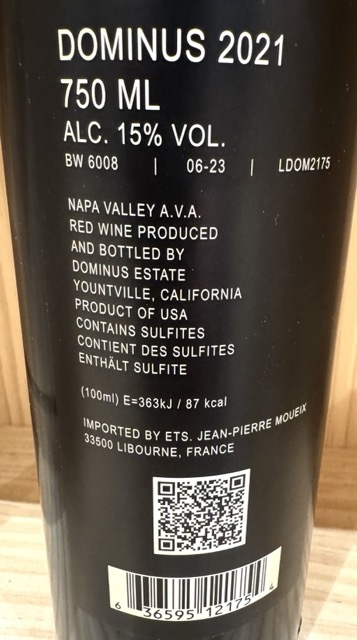 DOMINUS 2021
750 ML
ALC. 15% VOL.
BW 6008 | 06-23 | LDOM2175
NAPA VALLEY A.V.A.
RED WINE PRODUCED
AND BOTTLED BY
DOMINUS ESTATE
YOUNTVILLE, CALIFORNIA
PRODUCT OF USA
CONTAINS SULFITES
CONTIENT DES SULFITES
ENTHÄLT SULFITE
(100ml) E=363kJ / 87 kcal
IMPORTED BY ETS. JEAN-PIERRE MOUEIX
33500 LIBOURNE, FRANCE
6 36595 12175 4